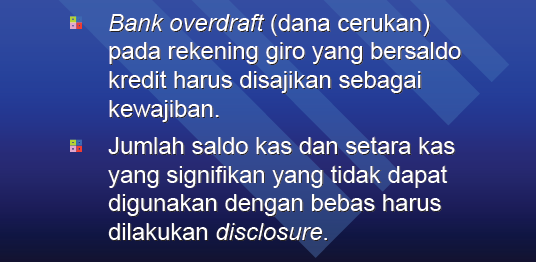 Bank overdraft (dana cerukan)
pada rekening giro yang bersaldo
kredit harus disajikan sebagai
kewajiban.
Jumlah saldo kas dan setara kas
yang signifikan yang tidak dapat
digunakan dengan bebas harus
dilakukan disclosure.